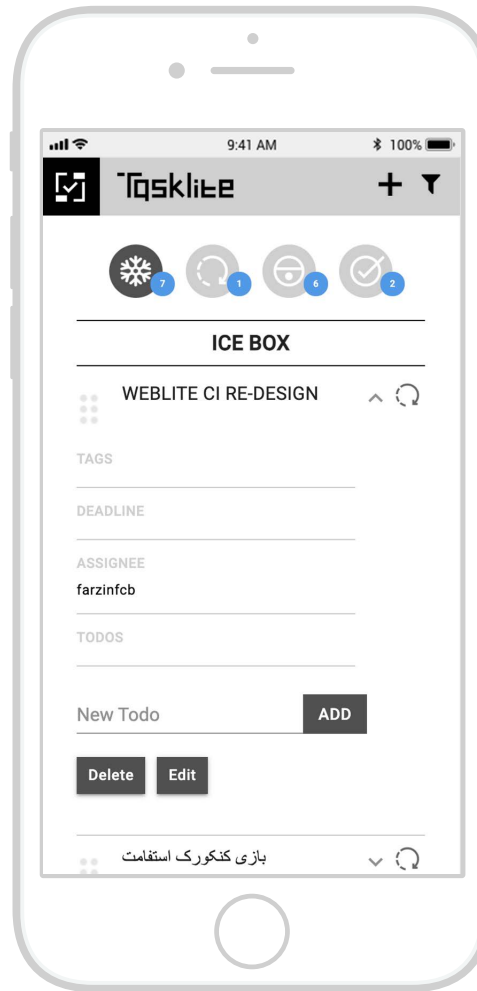 9:41 AM
100%
Tasklite
7
1
6
2
ICE BOX
WEBLITE CI RE-DESIGN
TAGS
DEADLINE
ASSIGNEE
farzinfcb
TODOS
New Todo
ADD
Delete
Edit
بازی کنکورک استفامت